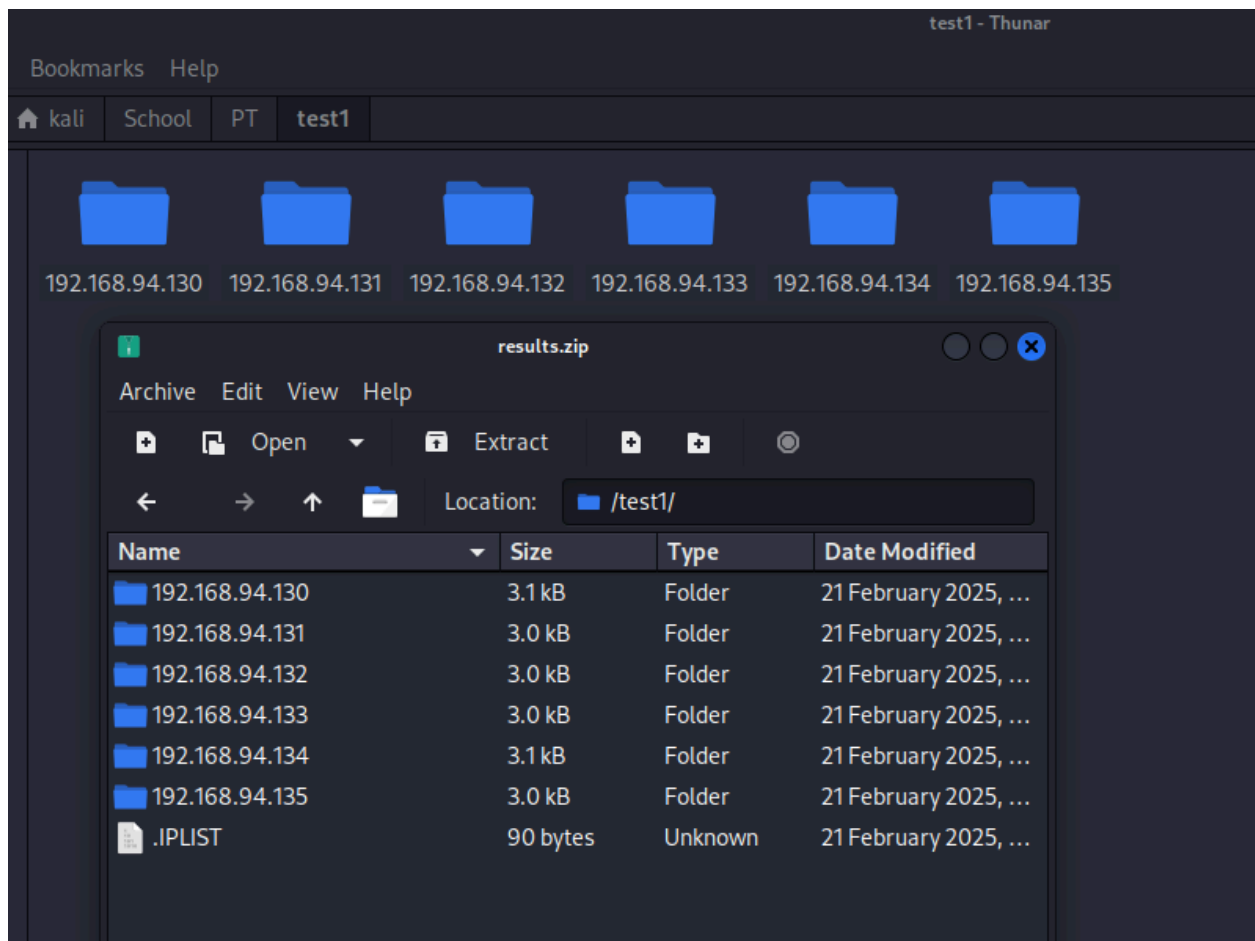 test1 - Thunar
Bookmarks Help
kali School PT test1
192.168.94.130 192.168.94.131 192.168.94.132 192.168.94.133 192.168.94.134 192.168.94.135
results.zip
Archive Edit View Help
Open Extract
Location: /test1/
Name Size Type Date Modified
192.168.94.130 3.1 kB Folder 21 February 2025, ...
192.168.94.131 3.0 kB Folder 21 February 2025, ...
192.168.94.132 3.0 kB Folder 21 February 2025, ...
192.168.94.133 3.0 kB Folder 21 February 2025, ...
192.168.94.134 3.1 kB Folder 21 February 2025, ...
192.168.94.135 3.0 kB Folder 21 February 2025, ...
.IPLIST 90 bytes Unknown 21 February 2025, ...